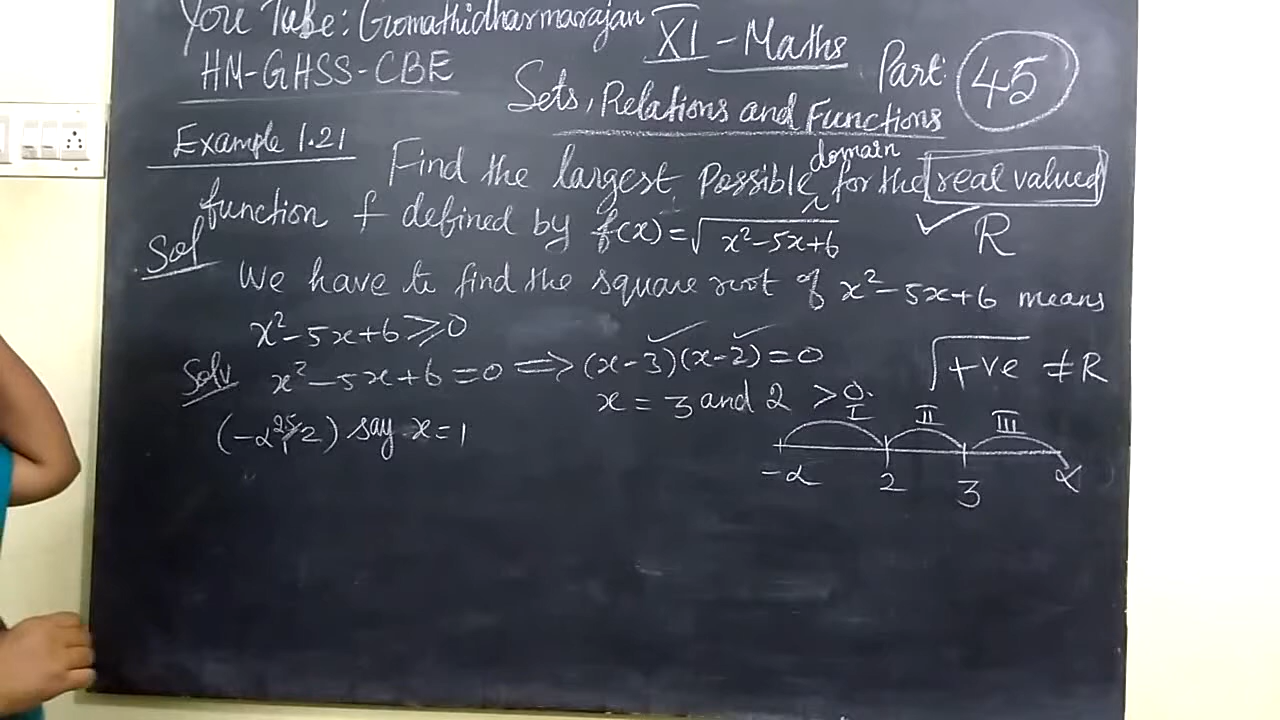 You Tube: Gomathidharmarajan
HM-GHSS-CBE
XI - Maths
Part: 45
Sets, Relations and Functions
Example 1.21
Find the largest Possible domain for the real valued
function f defined by f(x)=√x²-5x+6
✓ R
Sol
We have to find the square root of x²-5x+6 means
x²-5x+6 ≥ 0
Solv x²-5x+6=0 ⟹ (x-3)(x-2)=0
x = 3 and 2 > 0.
√+ve ≠ R
(-α, 2) say x=1
I II III
-α 2 3 α